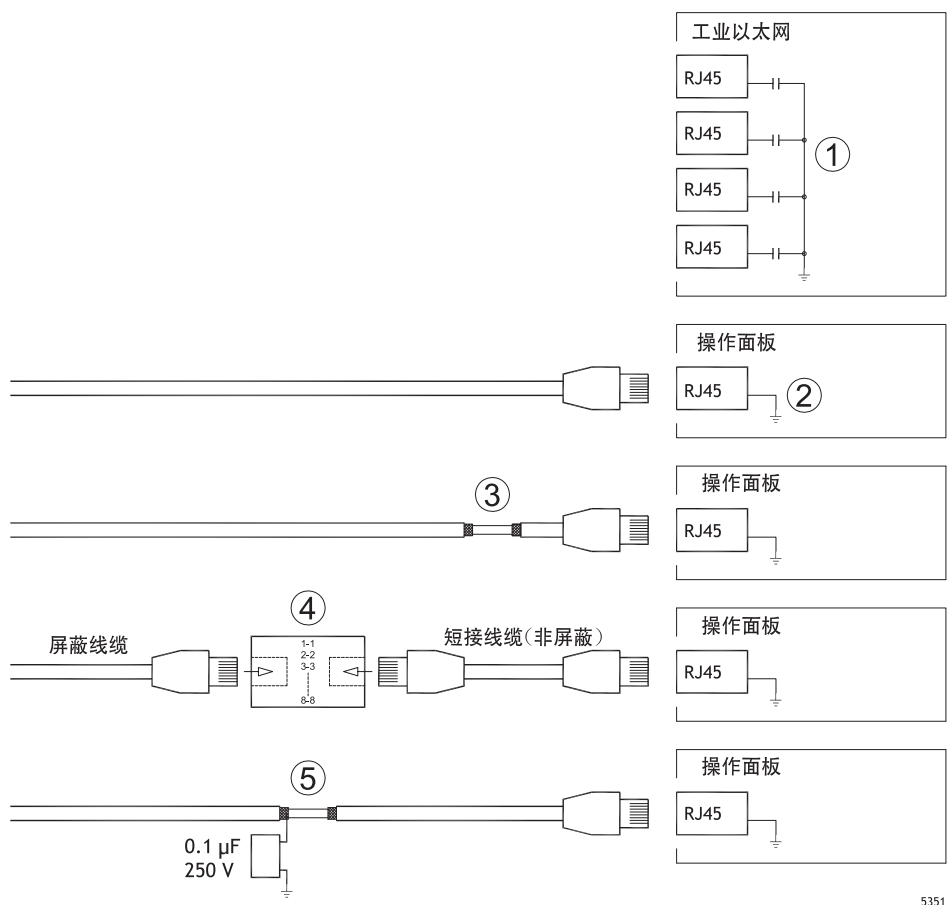 工业以太网
RJ45
RJ45
①
RJ45
RJ45
操作面板
RJ45
②
③
操作面板
RJ45
④
屏蔽线缆
1-1
2-2
3-3
8-8
短接线缆(非屏蔽)
操作面板
RJ45
⑤
0.1 µF
250 V
操作面板
RJ45
5351